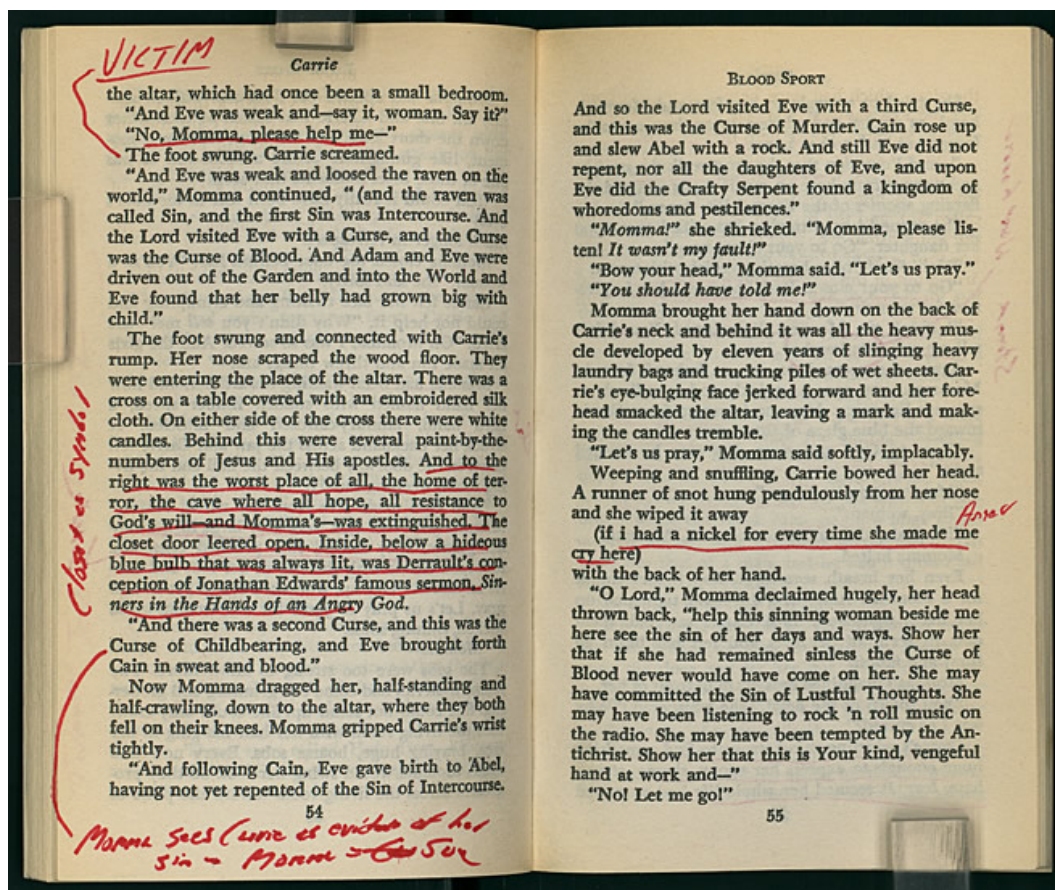 VICTIM
Carrie
the altar, which had once been a small bedroom.
"And Eve was weak and—say it, woman. Say it?"
"No, Momma, please help me—"
The foot swung. Carrie screamed.
"And Eve was weak and loosed the raven on the
world," Momma continued, "(and the raven was
called Sin, and the first Sin was Intercourse. And
the Lord visited Eve with a Curse, and the Curse
was the Curse of Blood. And Adam and Eve were
driven out of the Garden and into the World and
Eve found that her belly had grown big with
child."
The foot swung and connected with Carrie's
rump. Her nose scraped the wood floor. They
were entering the place of the altar. There was a
cross on a table covered with an embroidered silk
cloth. On either side of the cross there were white
candles. Behind this were several paint-by-the-
numbers of Jesus and His apostles. And to the
right was the worst place of all, the home of ter-
ror, the cave where all hope, all resistance to
God's will—and Momma's—was extinguished. The
closet door leered open. Inside, below a hideous
blue bulb that was always lit, was Derrault's con-
ception of Jonathan Edwards' famous sermon, Sin-
ners in the Hands of an Angry God.
"And there was a second Curse, and this was the
Curse of Childbearing, and Eve brought forth
Cain in sweat and blood."
Now Momma dragged her, half-standing and
half-crawling, down to the altar, where they both
fell on their knees. Momma gripped Carrie's wrist
tightly.
"And following Cain, Eve gave birth to Abel,
having not yet repented of the Sin of Intercourse.
54
Closet as symbol
Momma sees Carrie as evidence of her
sin - Momma =
BLOOD SPORT
And so the Lord visited Eve with a third Curse,
and this was the Curse of Murder. Cain rose up
and slew Abel with a rock. And still Eve did not
repent, nor all the daughters of Eve, and upon
Eve did the Crafty Serpent found a kingdom of
whoredoms and pestilences."
"Momma!" she shrieked. "Momma, please lis-
ten! It wasn't my fault!"
"Bow your head," Momma said. "Let's us pray."
"You should have told me!"
Momma brought her hand down on the back of
Carrie's neck and behind it was all the heavy mus-
cle developed by eleven years of slinging heavy
laundry bags and trucking piles of wet sheets. Car-
rie's eye-bulging face jerked forward and her fore-
head smacked the altar, leaving a mark and mak-
ing the candles tremble.
"Let's us pray," Momma said softly, implacably.
Weeping and snuffling, Carrie bowed her head.
A runner of snot hung pendulously from her nose
and she wiped it away
(if i had a nickel for every time she made me
cry here)
with the back of her hand.
"O Lord," Momma declaimed hugely, her head
thrown back, "help this sinning woman beside me
here see the sin of her days and ways. Show her
that if she had remained sinless the Curse of
Blood never would have come on her. She may
have committed the Sin of Lustful Thoughts. She
may have been listening to rock 'n roll music on
the radio. She may have been tempted by the An-
tichrist. Show her that this is Your kind, vengeful
hand at work and—"
"No! Let me go!"
55